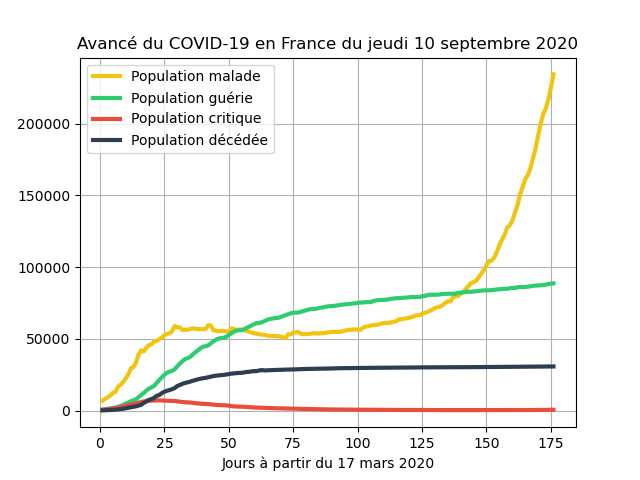 Avancé du COVID-19 en France du jeudi 10 septembre 2020
Population malade
Population guérie
Population critique
Population décédée
200000
150000
100000
50000
0
0 25 50 75 100 125 150 175
Jours à partir du 17 mars 2020